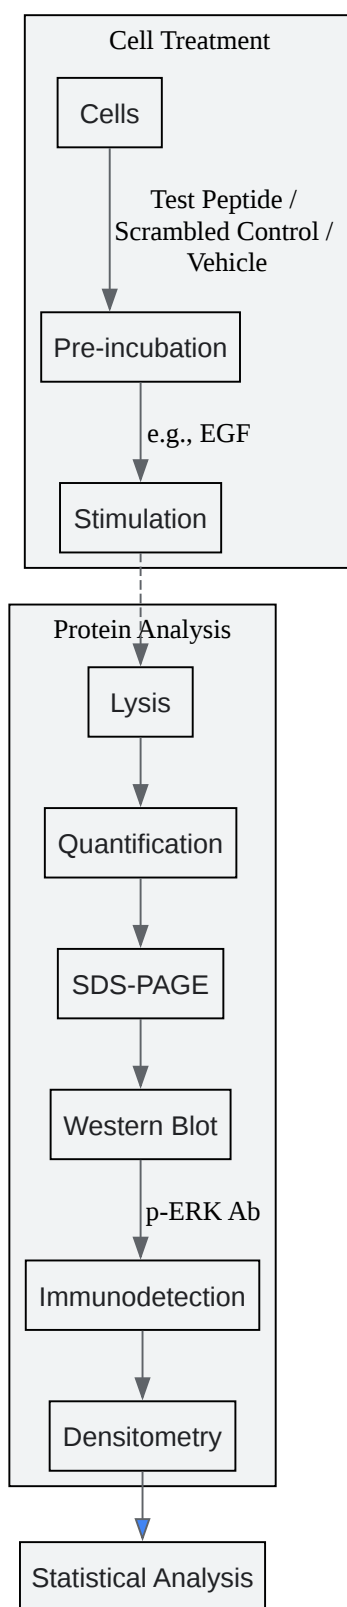 Cell Treatment
Cells
Test Peptide /
Scrambled Control /
Vehicle
Pre-incubation
e.g., EGF
Stimulation
Protein Analysis
Lysis
Quantification
SDS-PAGE
Western Blot
p-ERK Ab
Immunodetection
Densitometry
Statistical Analysis